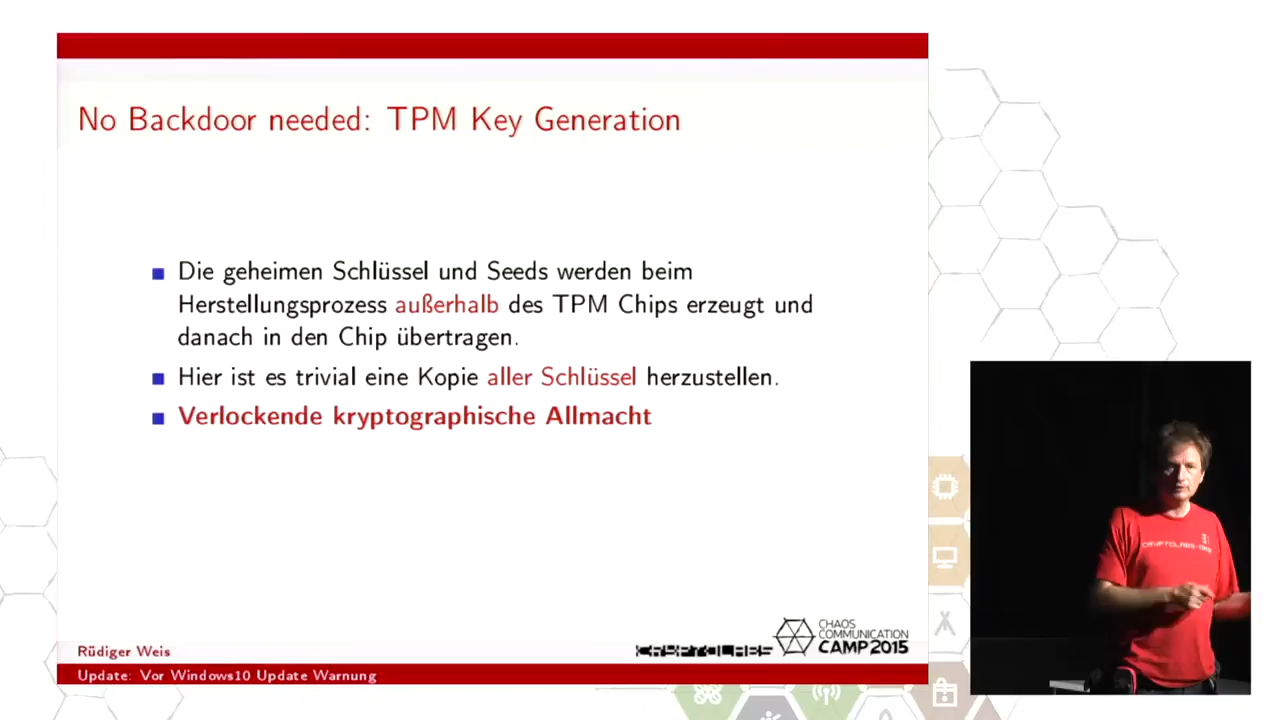 No Backdoor needed: TPM Key Generation
Die geheimen Schlüssel und Seeds werden beim
Herstellungsprozess außerhalb des TPM Chips erzeugt und
danach in den Chip übertragen.
Hier ist es trivial eine Kopie aller Schlüssel herzustellen.
Verlockende kryptographische Allmacht
Rüdiger Weis
CRYPTOLABS
CHAOS
COMMUNICATION
CAMP 2015
Update: Vor Windows10 Update Warnung